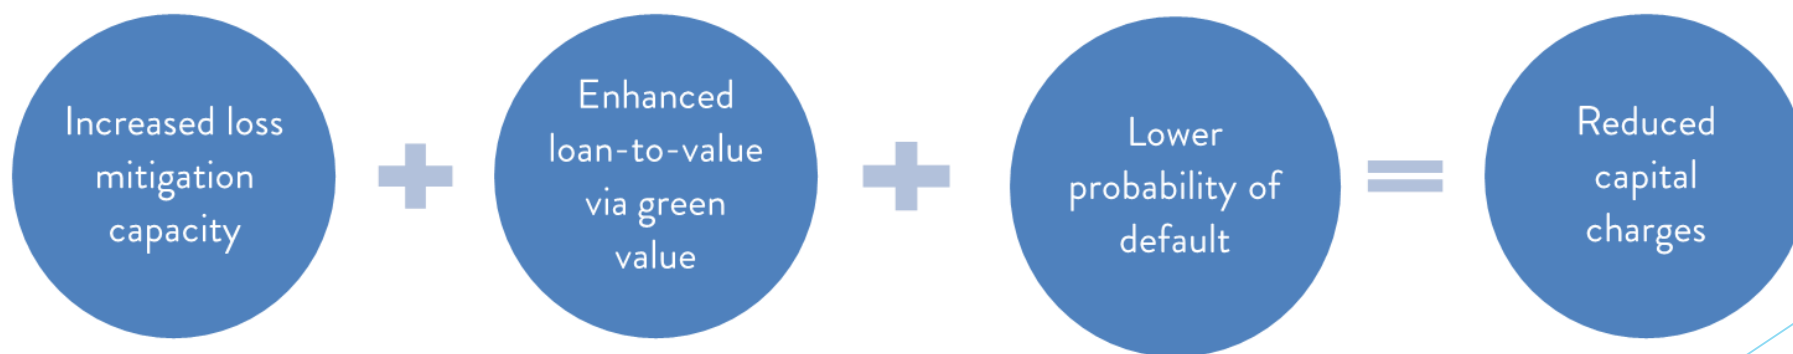 Increased loss
mitigation
capacity
Enhanced
loan-to-value
via green
value
Lower
probability of
default
Reduced
capital
charges